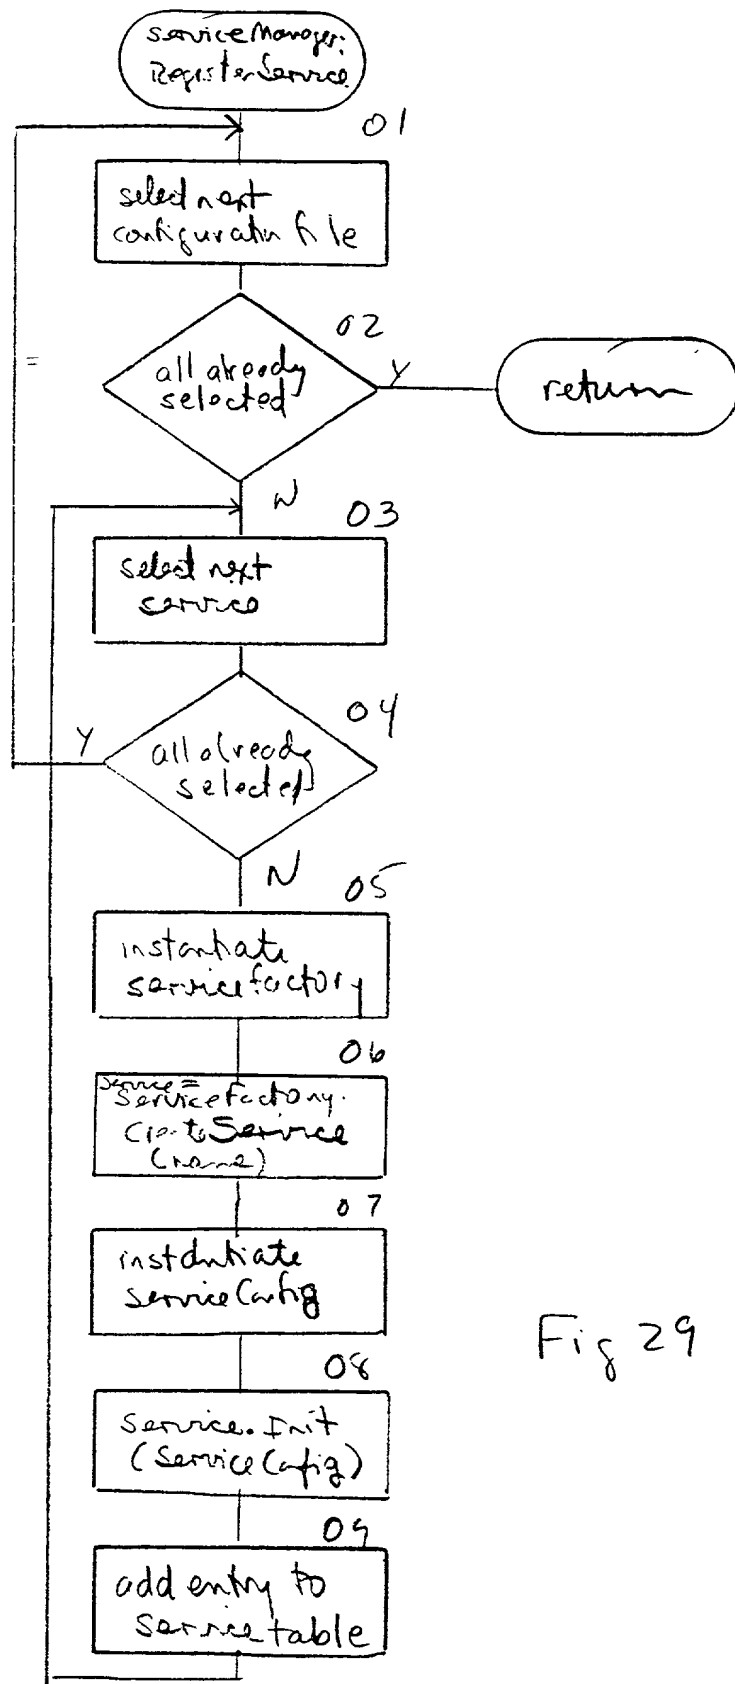 serviceManager.
RegisterService
01
select next
configuration file
02
all already
selected
Y
return
N
03
select next
service
04
Y
all already
selected
N
05
instantiate
servicefactory
06
service =
servicefactory.
CreateService
(name)
07
instantiate
serviceConfig
Fig 29
08
service.Init
(ServiceConfig)
09
add entry to
service table